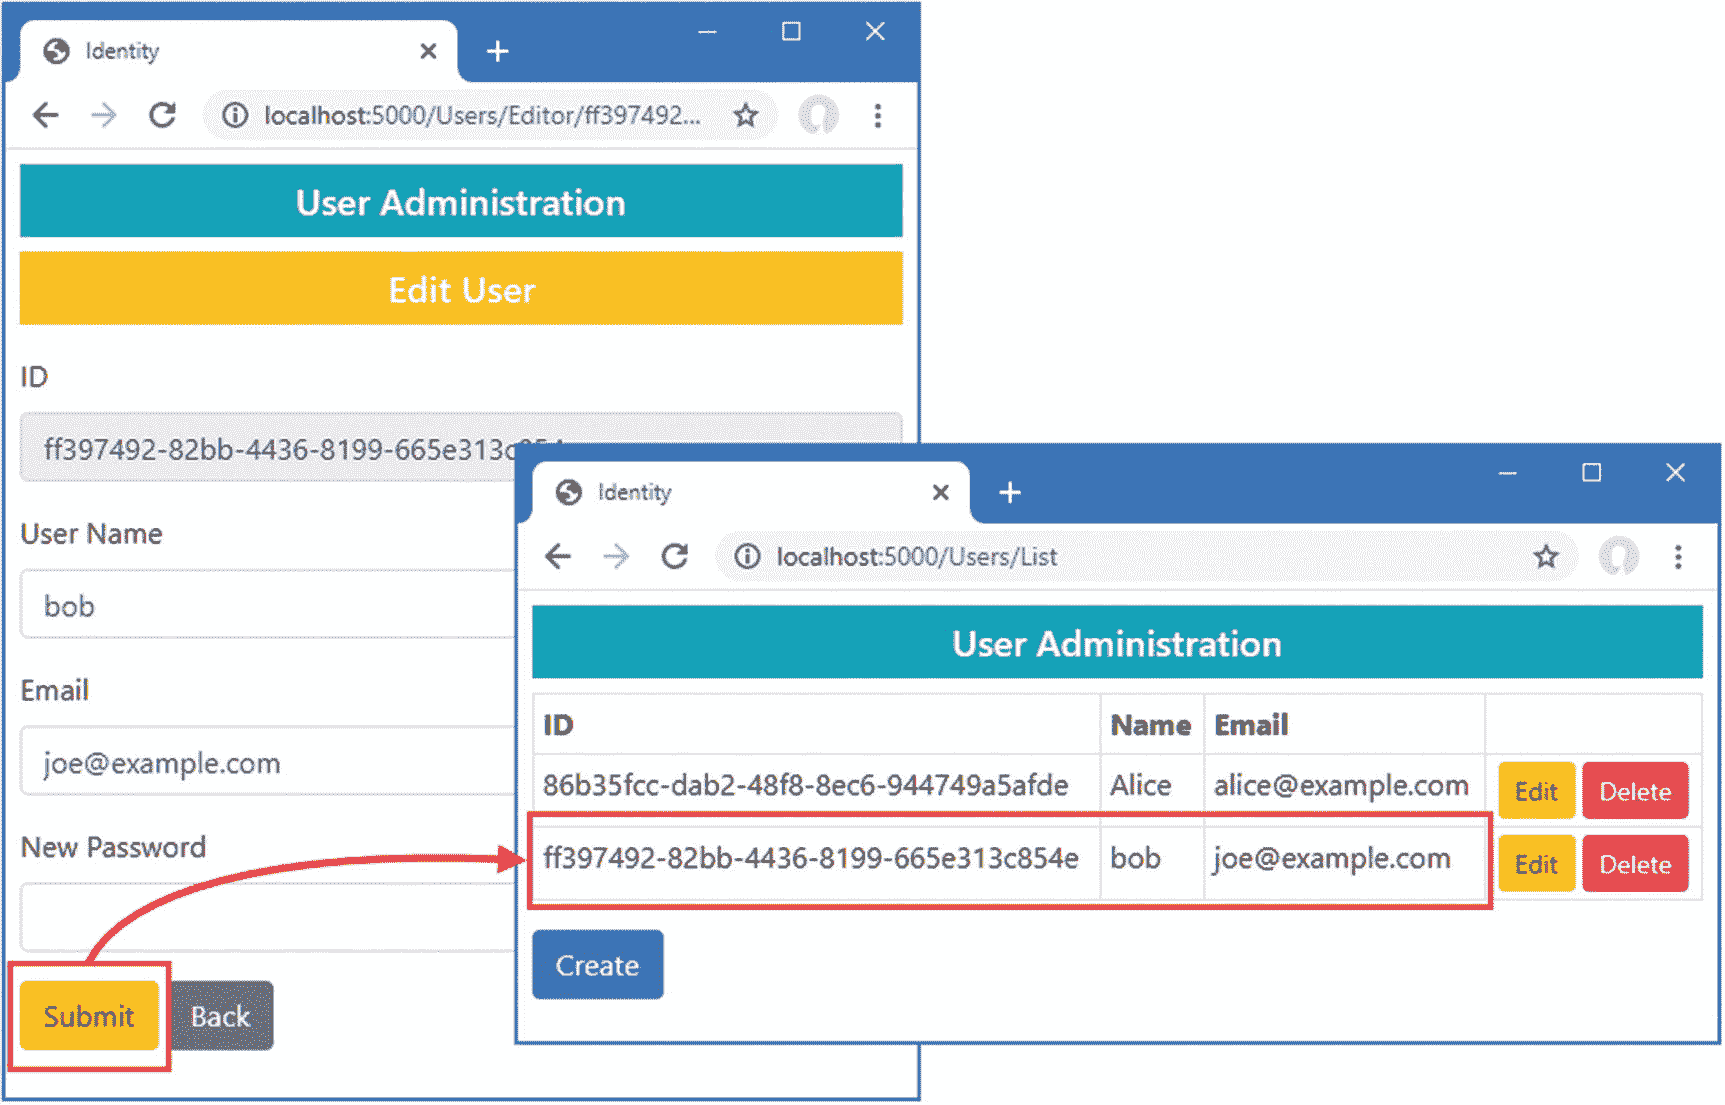 Identity
localhost:5000/Users/Editor/ff397492...
User Administration
Edit User
ID
ff397492-82bb-4436-8199-665e313c854
User Name
bob
Email
joe@example.com
New Password
Submit Back
Identity
localhost:5000/Users/List
User Administration
ID Name Email
86b35fcc-dab2-48f8-8ec6-944749a5afde Alice alice@example.com Edit Delete
ff397492-82bb-4436-8199-665e313c854e bob joe@example.com Edit Delete
Create